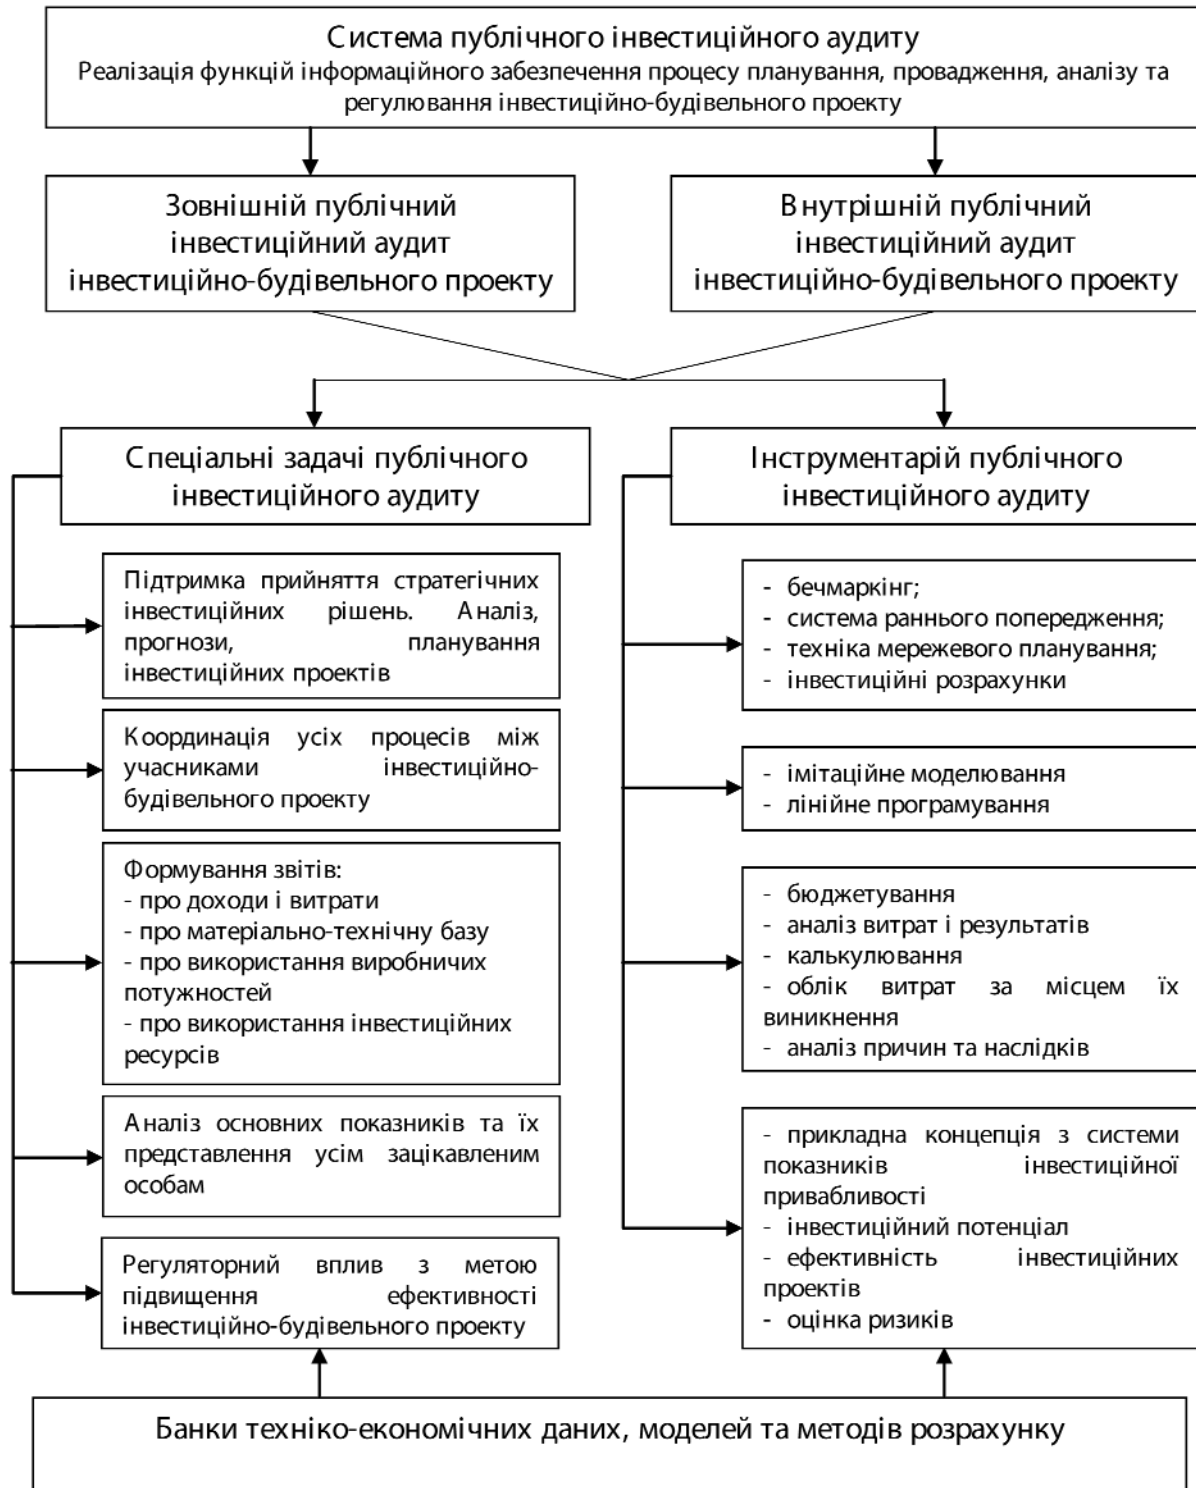 Система публічного інвестиційного аудиту
Реалізація функцій інформаційного забезпечення процесу планування, провадження, аналізу та
регулювання інвестиційно-будівельного проекту
Зовнішній публічний
інвестиційний аудит
інвестиційно-будівельного проекту
Внутрішній публічний
інвестиційний аудит
інвестиційно-будівельного проекту
Спеціальні задачі публічного
інвестиційного аудиту
Підтримка прийняття стратегічних
інвестиційних рішень. Аналіз,
прогнози, планування
інвестиційних проектів
Координація усіх процесів між
учасниками інвестиційно-
будівельного проекту
Формування звітів:
- про доходи і витрати
- про матеріально-технічну базу
- про використання виробничих
потужностей
- про використання інвестиційних
ресурсів
Аналіз основних показників та їх
представлення усім зацікавленим
особам
Регуляторний вплив з метою
підвищення ефективності
інвестиційно-будівельного проекту
Інструментарій публічного
інвестиційного аудиту
- бечмаркінг;
- система раннього попередження;
- техніка мережевого планування;
- інвестиційні розрахунки
- імітаційне моделювання
- лінійне програмування
- бюджетування
- аналіз витрат і результатів
- калькулювання
- облік витрат за місцем їх
виникнення
- аналіз причин та наслідків
- прикладна концепція з системи
показників інвестиційної
привабливості
- інвестиційний потенціал
- ефективність інвестиційних
проектів
- оцінка ризиків
Банки техніко-економічних даних, моделей та методів розрахунку